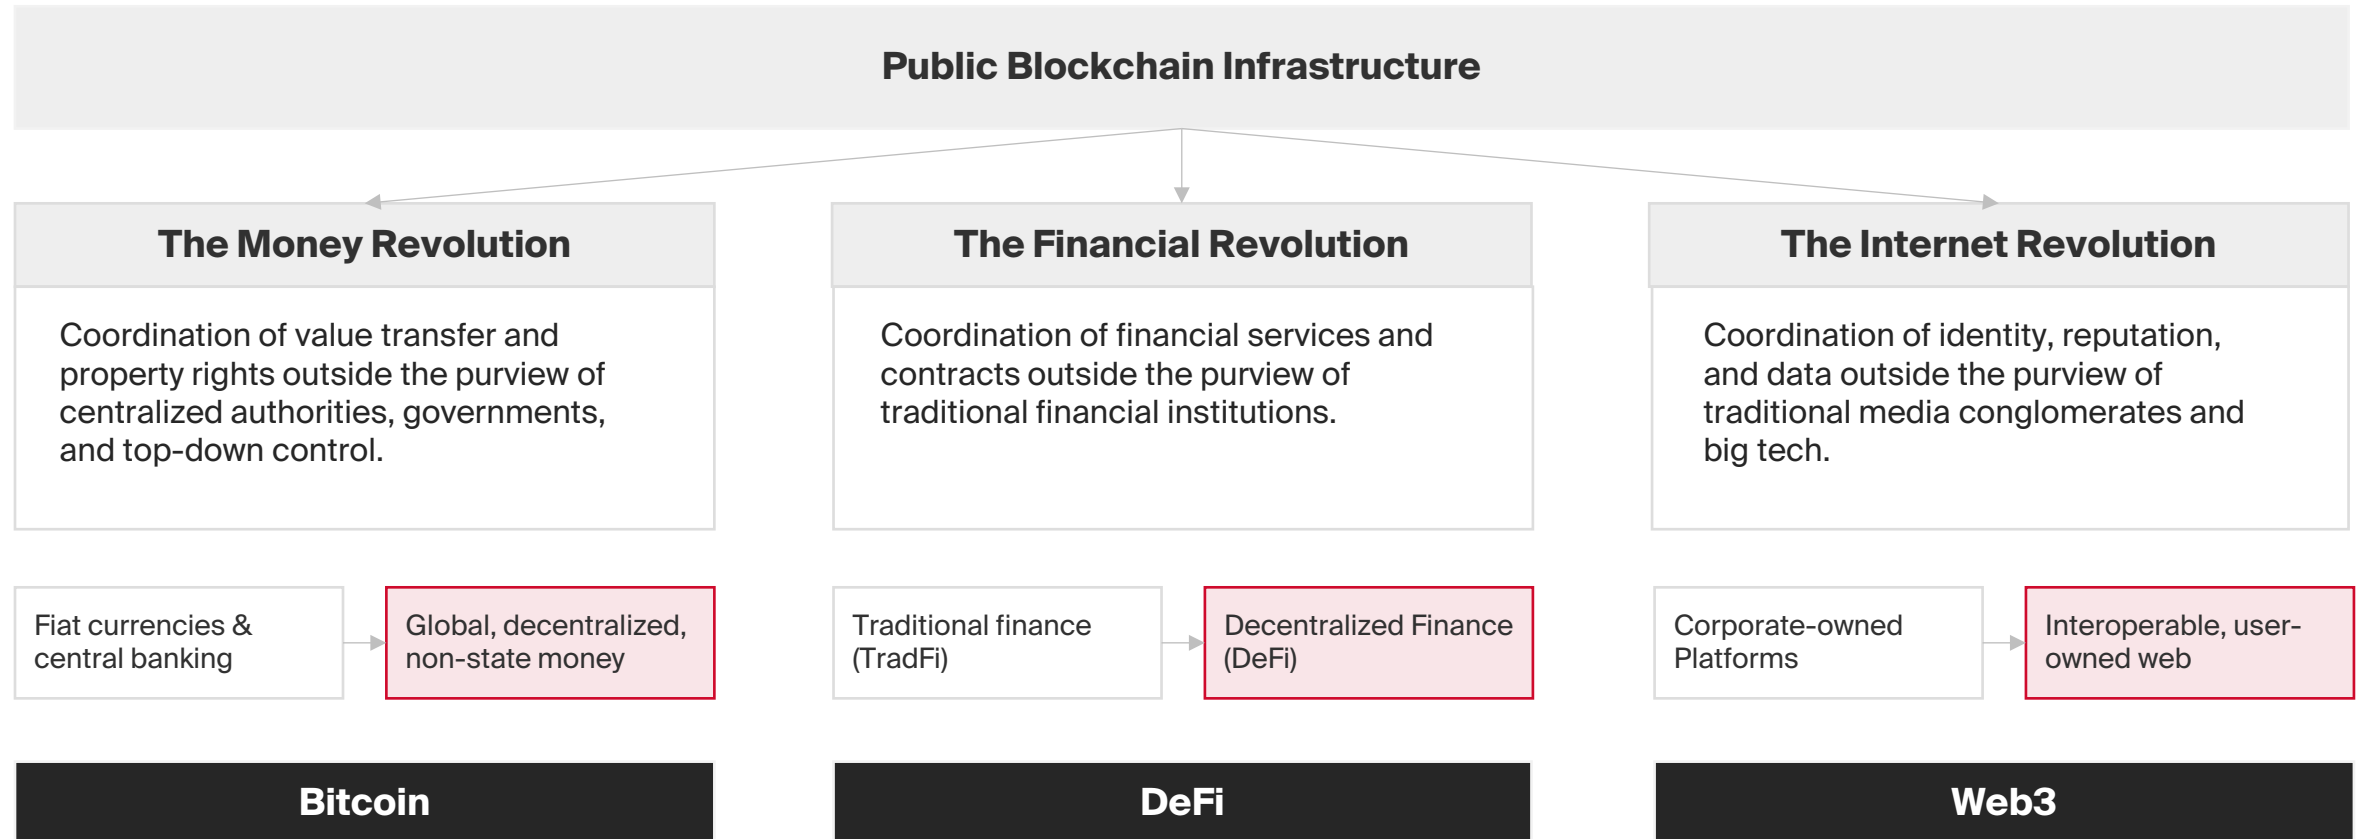 Public Blockchain Infrastructure
The Money Revolution
Coordination of value transfer and
property rights outside the purview of
centralized authorities, governments,
and top-down control.
Fiat currencies &
central banking
Global, decentralized,
non-state money
Bitcoin
The Financial Revolution
Coordination of financial services and
contracts outside the purview of
traditional financial institutions.
Traditional finance
(TradFi)
Decentralized Finance
(DeFi)
DeFi
The Internet Revolution
Coordination of identity, reputation,
and data outside the purview of
traditional media conglomerates and
big tech.
Corporate-owned
Platforms
Interoperable, user-
owned web
Web3